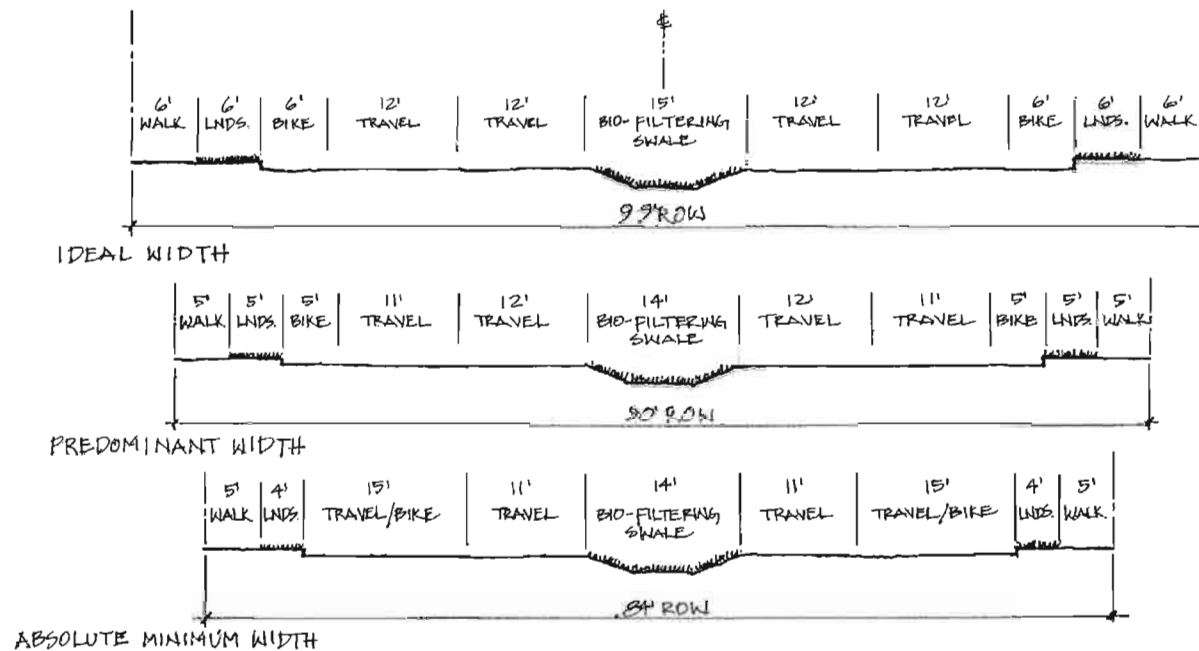 ℄
6' 6' 6' 12' 12' 15' 12' 12' 6' 6' 6'
WALK LNDS. BIKE TRAVEL TRAVEL BIO-FILTERING TRAVEL TRAVEL BIKE LNDS. WALK
SWALE
99' ROW
IDEAL WIDTH
5' 5' 5' 11' 12' 14' 12' 11' 5' 5' 5'
WALK LNDS. BIKE TRAVEL TRAVEL BIO-FILTERING TRAVEL TRAVEL BIKE LNDS. WALK
SWALE
90' ROW
PREDOMINANT WIDTH
5' 4' 15' 11' 14' 11' 15' 4' 5'
WALK LNDS. TRAVEL/BIKE TRAVEL BIO-FILTERING TRAVEL TRAVEL/BIKE LNDS. WALK
SWALE
84' ROW
ABSOLUTE MINIMUM WIDTH